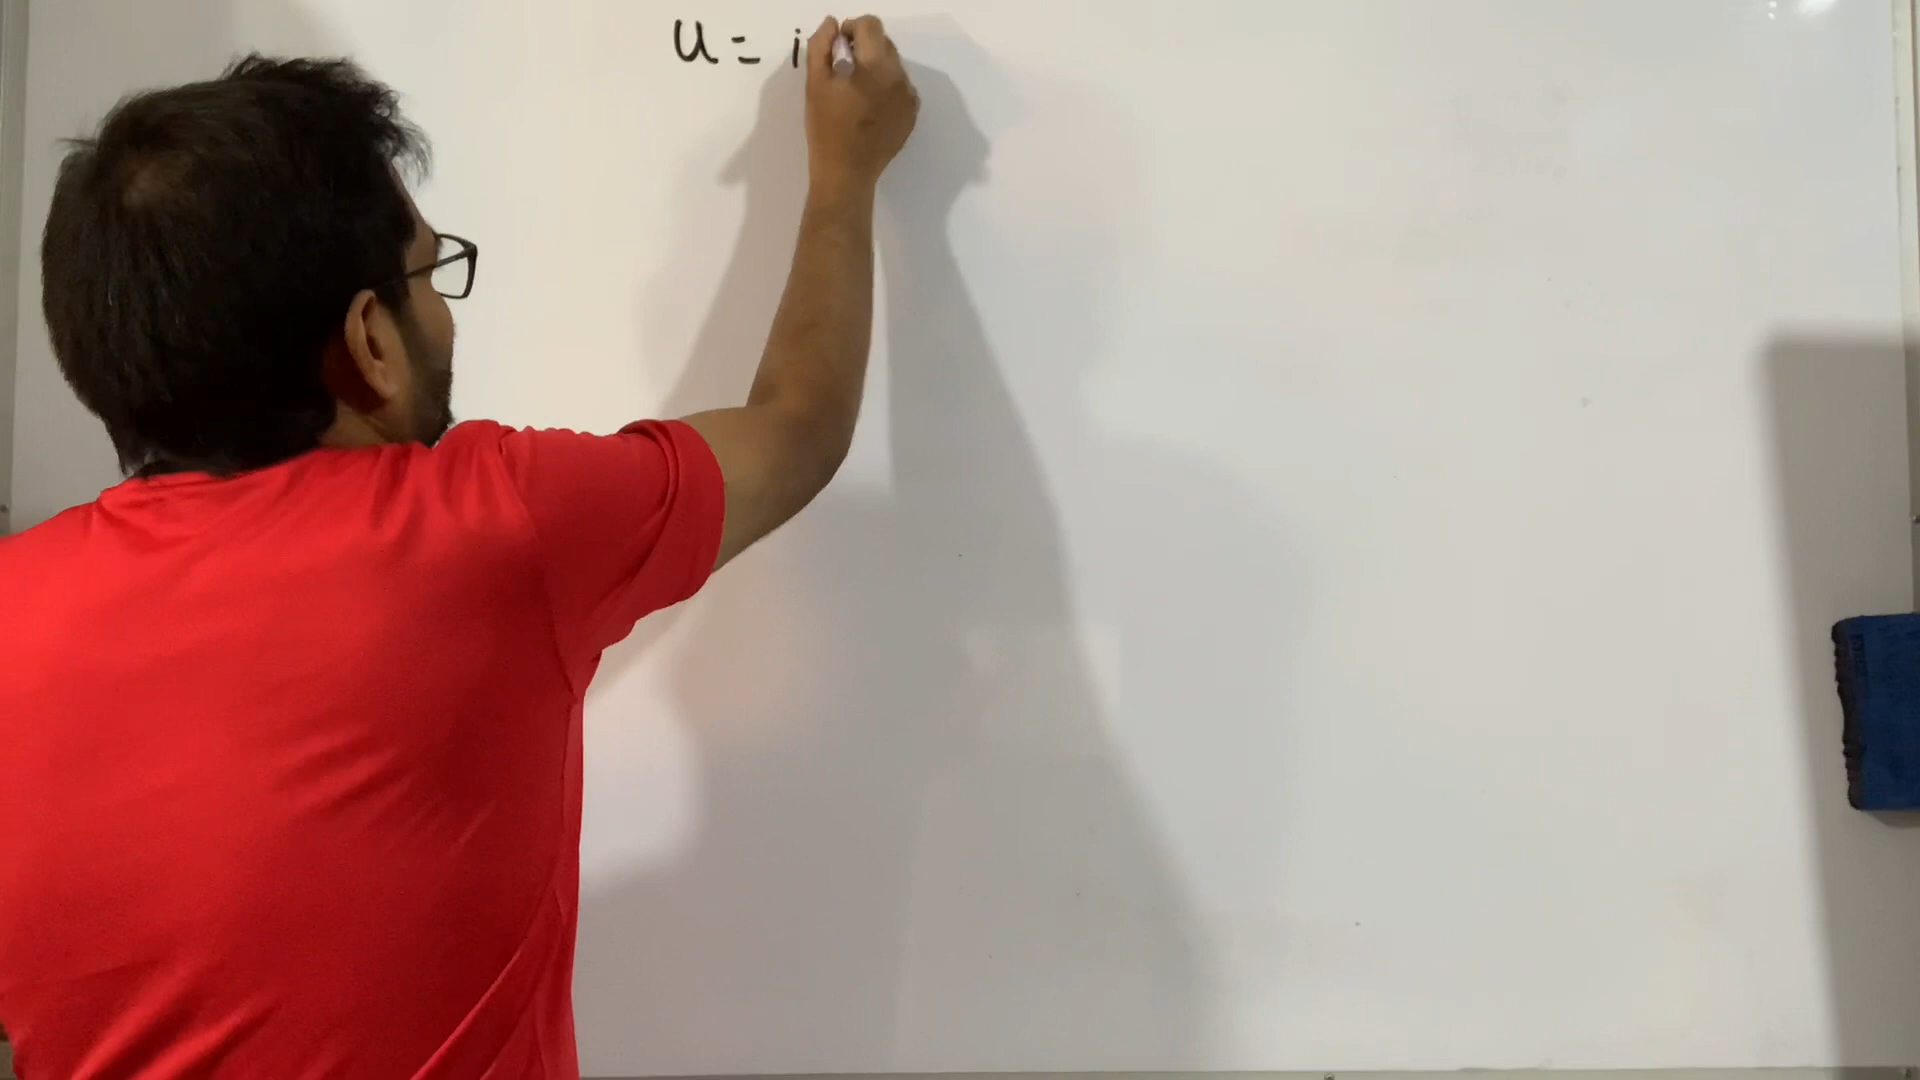 u = i